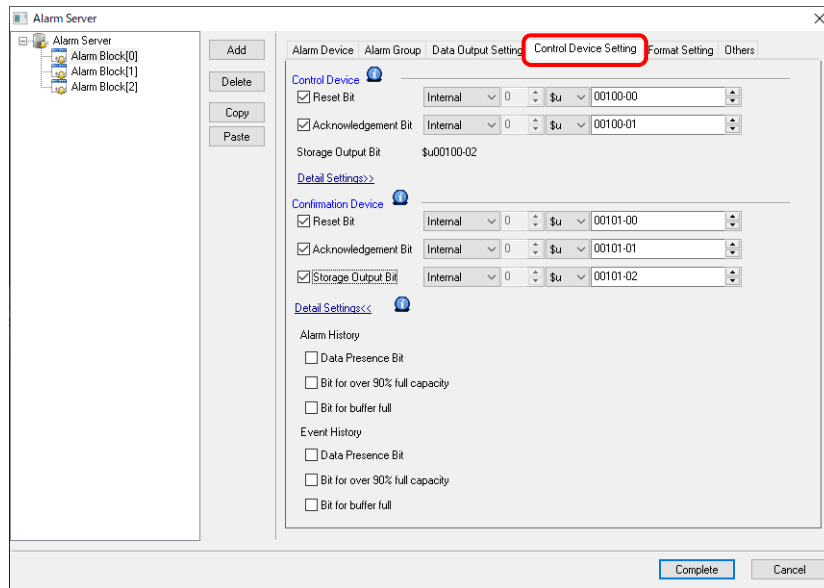 Alarm Server
Alarm Server
Alarm Block[0]
Alarm Block[1]
Alarm Block[2]
Add
Delete
Copy
Paste
Alarm Device Alarm Group Data Output Setting Control Device Setting Format Setting Others
Control Device
Reset Bit Internal 0 $u 00100-00
Acknowledgement Bit Internal 0 $u 00100-01
Storage Output Bit $u00100-02
Detail Settings>>
Confirmation Device
Reset Bit Internal 0 $u 00101-00
Acknowledgement Bit Internal 0 $u 00101-01
Storage Output Bit Internal 0 $u 00101-02
Detail Settings<<
Alarm History
Data Presence Bit
Bit for over 90% full capacity
Bit for buffer full
Event History
Data Presence Bit
Bit for over 90% full capacity
Bit for buffer full
Complete Cancel